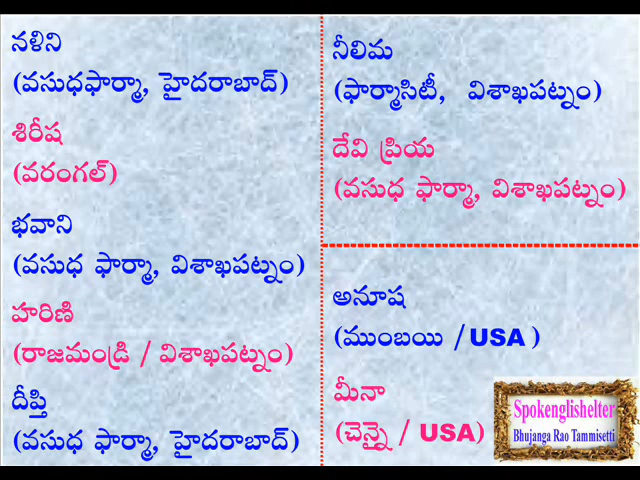 నళిని
(వసుధఫార్మా, హైదరాబాద్)
శిరీష
(వరంగల్)
భవాని
(వసుధ ఫార్మా, విశాఖపట్నం)
హరిణి
(రాజమండ్రి / విశాఖపట్నం)
దీప్తి
(వసుధ ఫార్మా, హైదరాబాద్)
నీలిమ
(ఫార్మాసిటీ, విశాఖపట్నం)
దేవి ప్రియ
(వసుధ ఫార్మా, విశాఖపట్నం)
అనూష
(ముంబయి / USA )
మీనా
(చెన్నై / USA)
Spokenglishelter
Bhujanga Rao Tammisetti